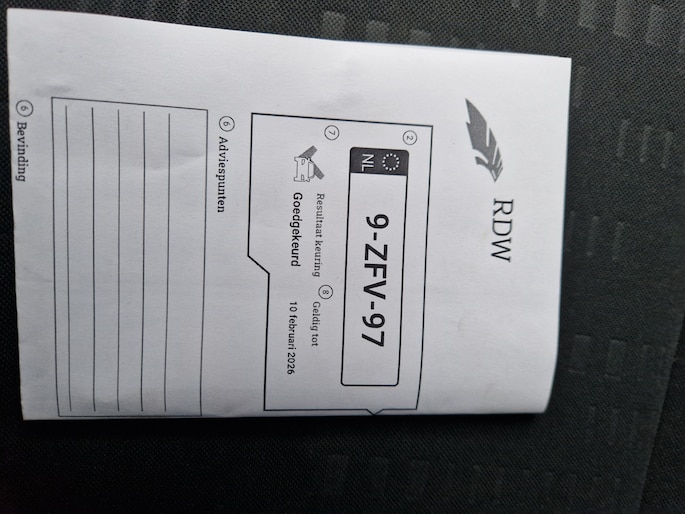 RDW
2
NL
9-ZFV-97
7 Resultaat keuring
Goedgekeurd
8 Geldig tot
10 februari 2026
6 Adviespunten
6 Bevinding